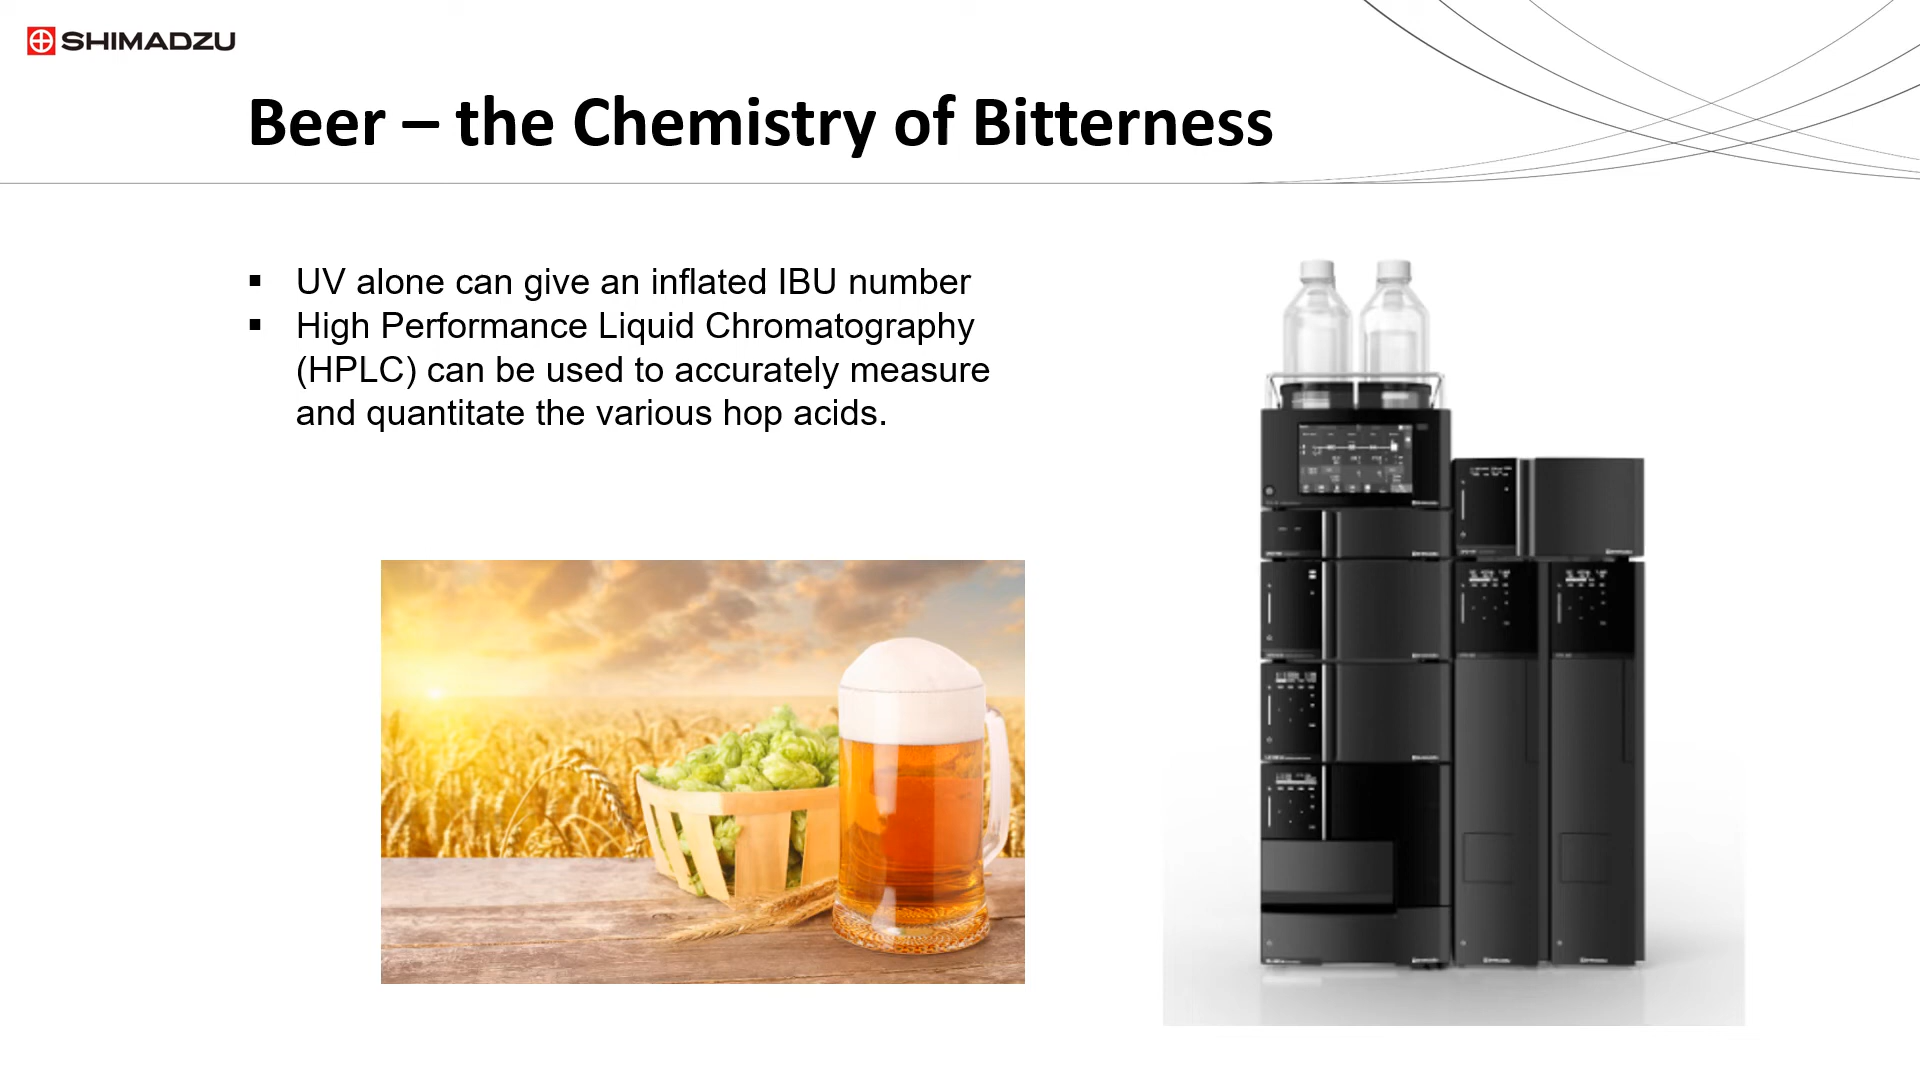 SHIMADZU
Beer – the Chemistry of Bitterness
▪ UV alone can give an inflated IBU number
▪ High Performance Liquid Chromatography
(HPLC) can be used to accurately measure
and quantitate the various hop acids.